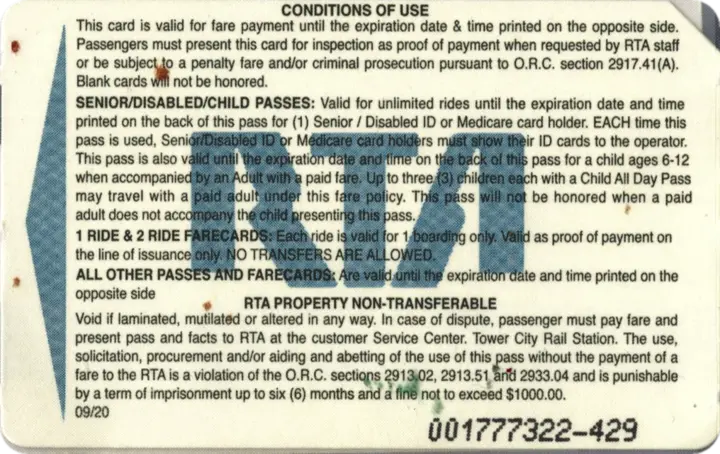 CONDITIONS OF USE
This card is valid for fare payment until the expiration date & time printed on the opposite side.
Passengers must present this card for inspection as proof of payment when requested by RTA staff
or be subject to a penalty fare and/or criminal prosecution pursuant to O.R.C. section 2917.41(A).
Blank cards will not be honored.
SENIOR/DISABLED/CHILD PASSES: Valid for unlimited rides until the expiration date and time
printed on the back of this pass for (1) Senior / Disabled ID or Medicare card holder. EACH time this
pass is used, Senior/Disabled ID or Medicare card holders must show their ID cards to the operator.
This pass is also valid until the expiration date and time on the back of this pass for a child ages 6-12
when accompanied by an Adult with a paid fare. Up to three (3) children each with a Child All Day Pass
may travel with a paid adult under this fare policy. This pass will not be honored when a paid
adult does not accompany the child presenting this pass.
1 RIDE & 2 RIDE FARECARDS: Each ride is valid for 1 boarding only. Valid as proof of payment on
the line of issuance only. NO TRANSFERS ARE ALLOWED.
ALL OTHER PASSES AND FARECARDS: Are valid until the expiration date and time printed on the
opposite side
RTA PROPERTY NON-TRANSFERABLE
Void if laminated, mutilated or altered in any way. In case of dispute, passenger must pay fare and
present pass and facts to RTA at the customer Service Center. Tower City Rail Station. The use,
solicitation, procurement and/or aiding and abetting of the use of this pass without the payment of a
fare to the RTA is a violation of the O.R.C. sections 2913.02, 2913.51 and 2933.04 and is punishable
by a term of imprisonment up to six (6) months and a fine not to exceed $1000.00.
09/20
RTA
001777322-429